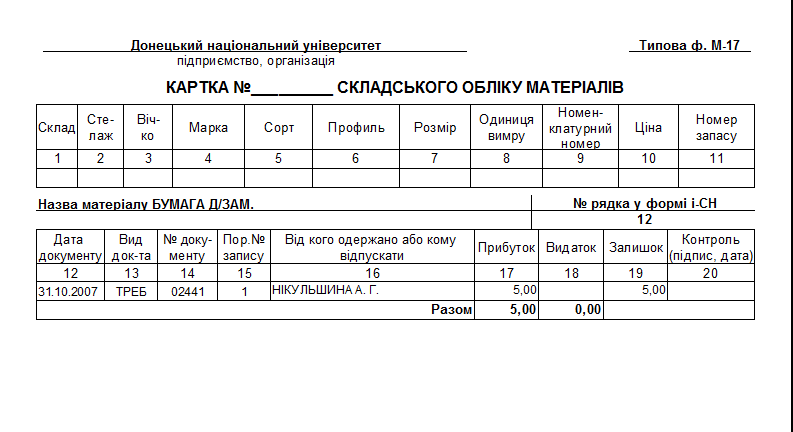 Донецький національний університет Типова ф. М-17
підприємство, організація
КАРТКА №_________ СКЛАДСЬКОГО ОБЛІКУ МАТЕРІАЛІВ
Склад Сте-лаж Віч-ко Марка Сорт Профиль Розмір Одиниця вимру Номен-клатурний номер Ціна Номер запасу
1 2 3 4 5 6 7 8 9 10 11
Назва матеріалу БУМАГА Д/ЗАМ. № рядка у формі і-СН
12
Дата документу Вид док-та № доку-менту Пор.№ запису Від кого одержано або кому відпускати Прибуток Видаток Залишок Контроль (підпис, дата)
12 13 14 15 16 17 18 19 20
31.10.2007 ТРЕБ 02441 1 НІКУЛЬШИНА А. Г. 5,00 5,00
Разом 5,00 0,00